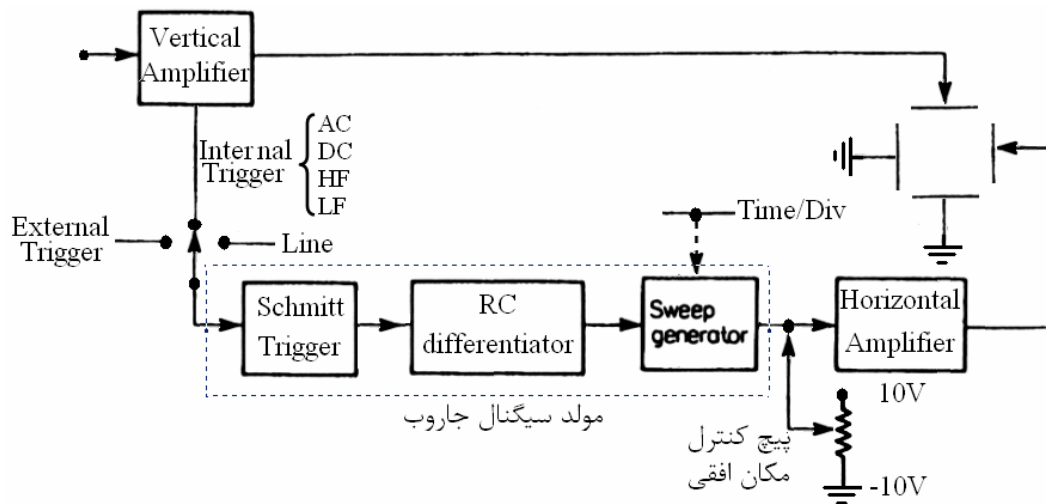 Vertical
Amplifier
Internal
Trigger
AC
DC
HF
LF
External
Trigger
Line
Time/Div
Schmitt
Trigger
RC
differentiator
Sweep
generator
Horizontal
Amplifier
مولد سیگنال جاروب
پیچ کنترل
مکان افقی
10V
-10V